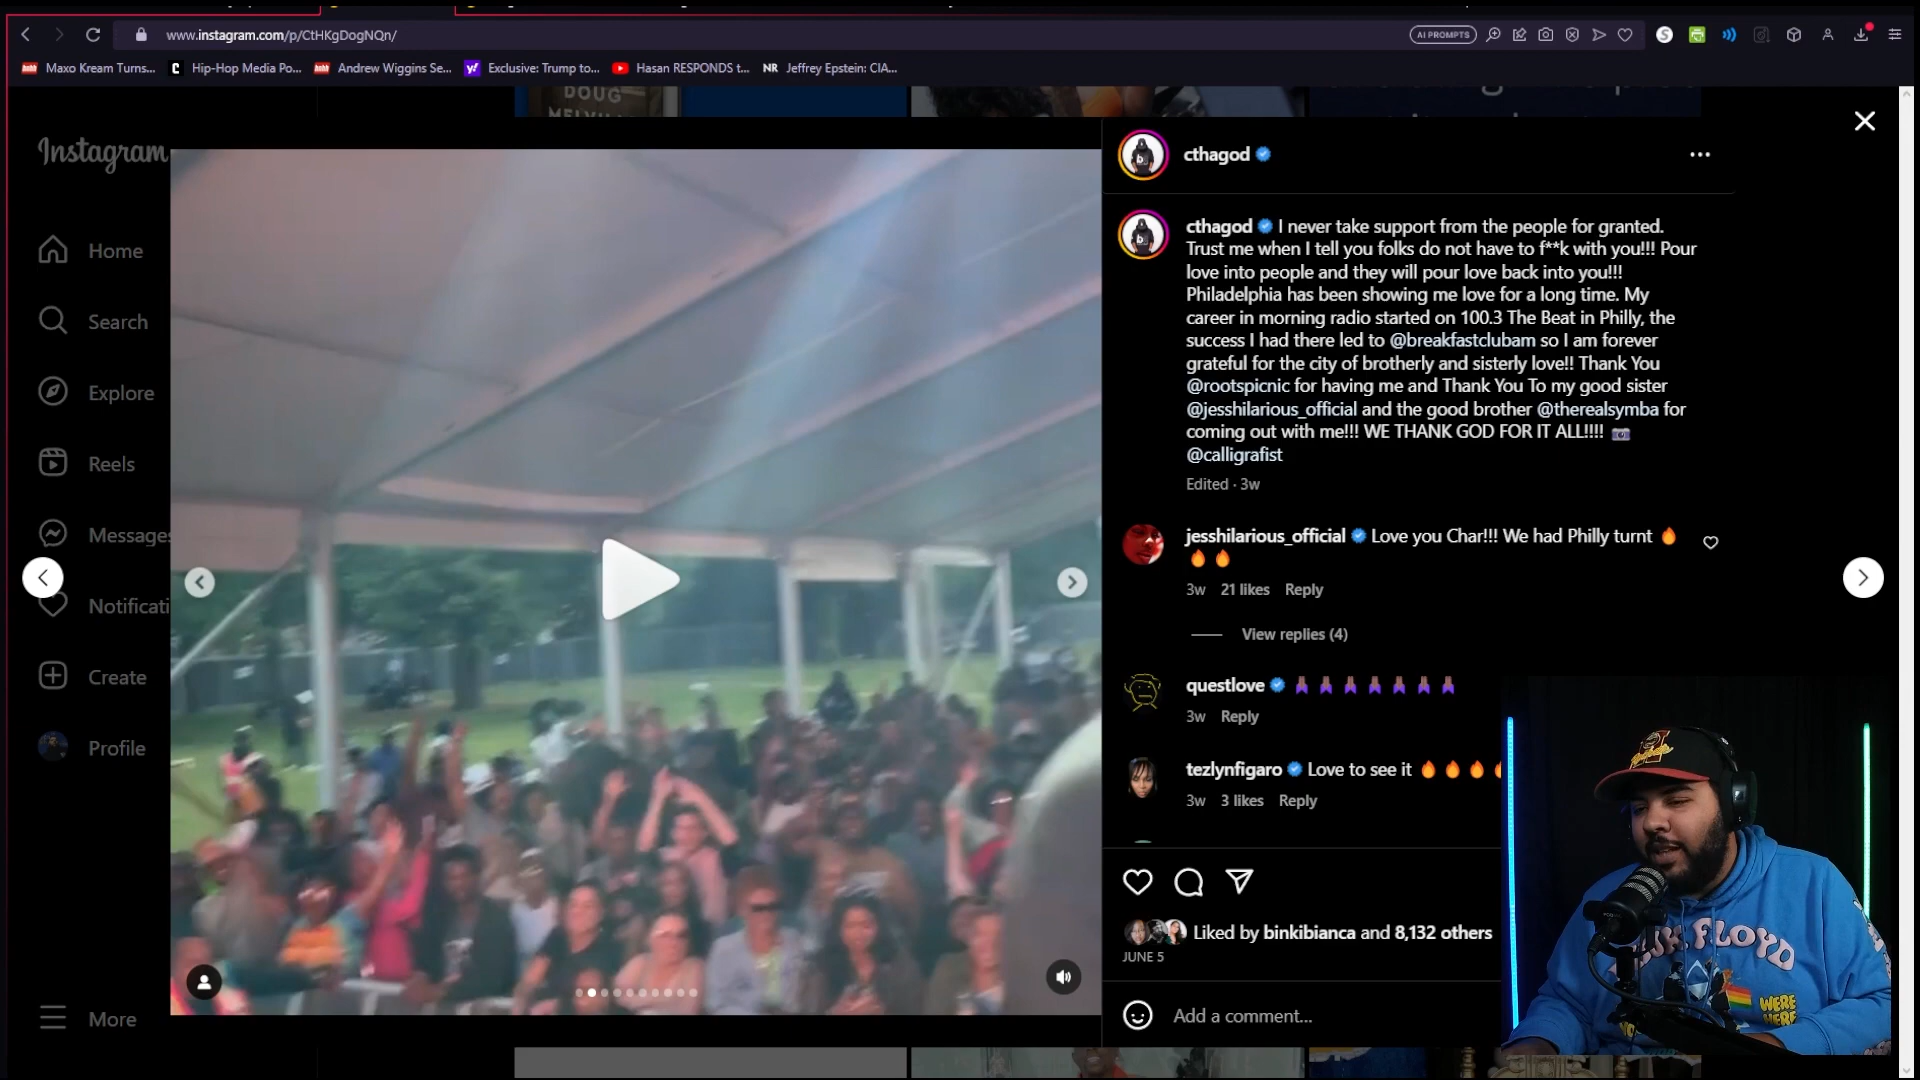 www.instagram.com/p/CtHKgDogNQn/
AI PROMPTS
Maxo Kream Turns...
Hip-Hop Media Po...
Andrew Wiggins Se...
Exclusive: Trump to...
Hasan RESPONDS t...
NR Jeffrey Epstein: CIA...
DOUG
Instagram
Home
Search
Explore
Reels
Messages
Notificati
Create
Profile
More
cthagod
cthagod I never take support from the people for granted.
Trust me when I tell you folks do not have to f**k with you!!! Pour
love into people and they will pour love back into you!!!
Philadelphia has been showing me love for a long time. My
career in morning radio started on 100.3 The Beat in Philly, the
success I had there led to @breakfastclubam so I am forever
grateful for the city of brotherly and sisterly love!! Thank You
@rootspicnic for having me and Thank You To my good sister
@jesshilarious_official and the good brother @therealsymba for
coming out with me!!! WE THANK GOD FOR IT ALL!!!! 📷
@calligrafist
Edited · 3w
jesshilarious_official Love you Char!!! We had Philly turnt 🔥
🔥 🔥
3w 21 likes Reply
View replies (4)
questlove
3w Reply
tezlynfigaro Love to see it 🔥 🔥 🔥
3w 3 likes Reply
Liked by binkibianca and 8,132 others
JUNE 5
Add a comment...
FLOYD
WERE
HERE